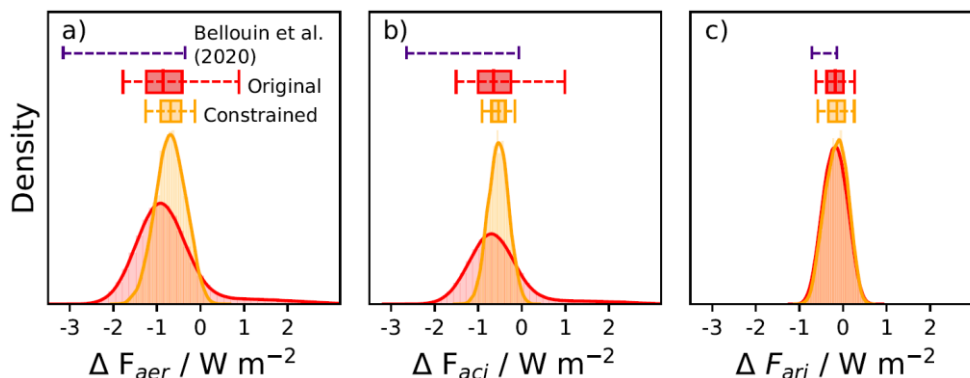 a)
Bellouin et al.
(2020)
Original
Constrained
b)
c)
Density
-3 -2 -1 0 1 2
-3 -2 -1 0 1 2
-3 -2 -1 0 1 2
Δ F_aer / W m⁻²
Δ F_aci / W m⁻²
Δ F_ari / W m⁻²